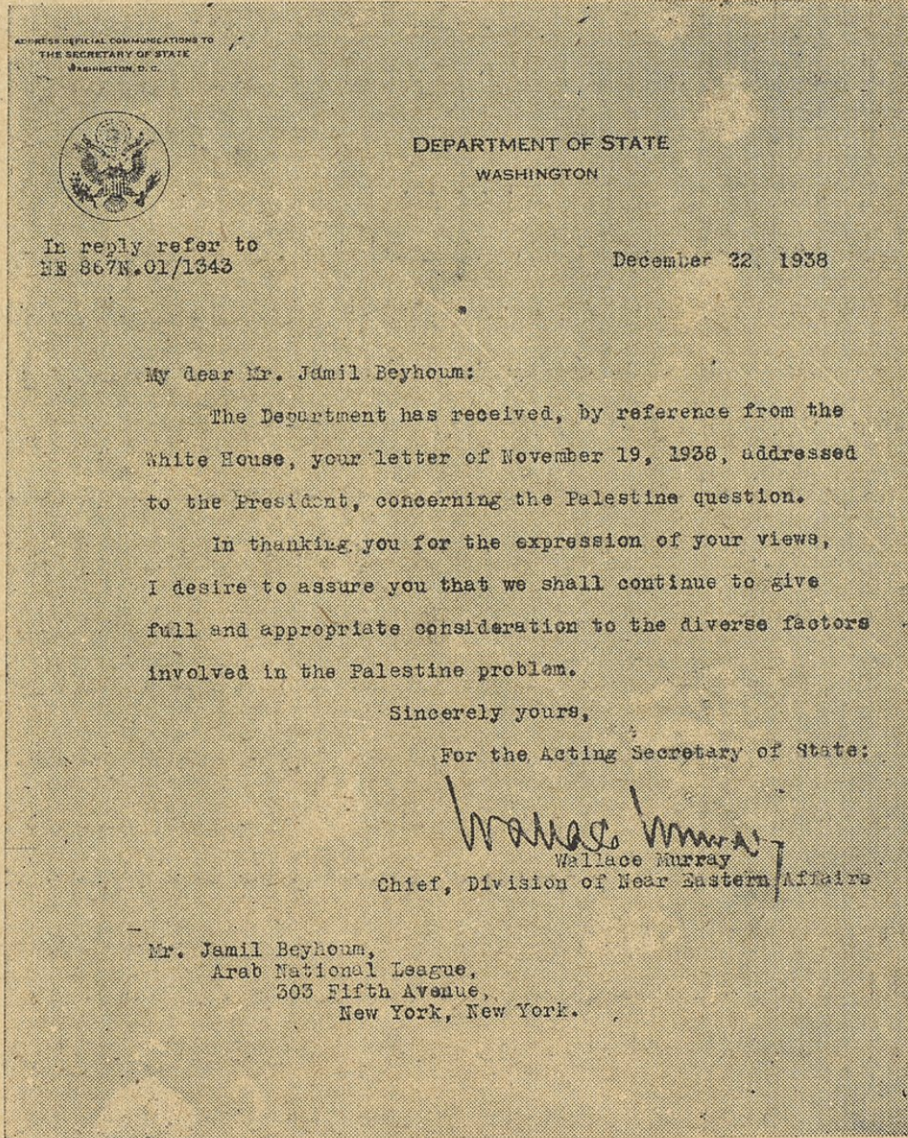 ADDRESS OFFICIAL COMMUNICATIONS TO
THE SECRETARY OF STATE
WASHINGTON, D. C.
DEPARTMENT OF STATE
WASHINGTON
In reply refer to
NE 867N.01/1343
December 22, 1938
My dear Mr. Jamil Beyhoum:
The Department has received, by reference from the
White House, your letter of November 19, 1938, addressed
to the President, concerning the Palestine question.
In thanking you for the expression of your views,
I desire to assure you that we shall continue to give
full and appropriate consideration to the diverse factors
involved in the Palestine problem.
Sincerely yours,
For the Acting Secretary of State:
Wallace Murray
Wallace Murray
Chief, Division of Near Eastern Affairs
Mr. Jamil Beyhoum,
Arab National League,
303 Fifth Avenue,
New York, New York.